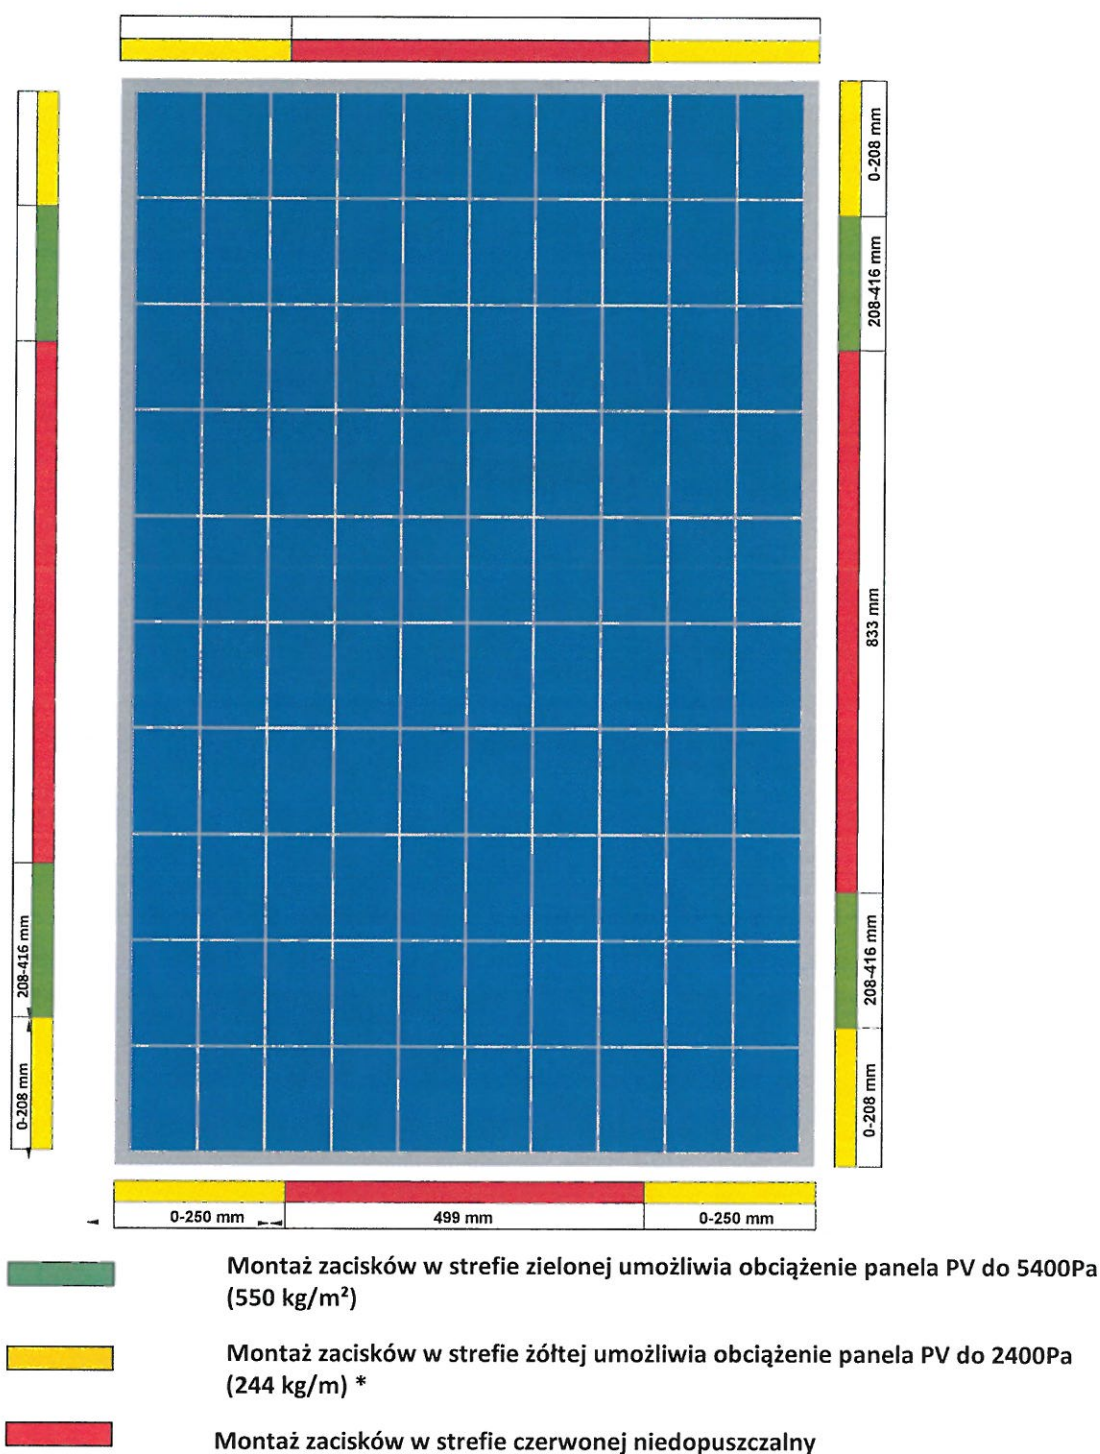 0-208 mm
208-416 mm
833 mm
208-416 mm
0-208 mm
208-416 mm
0-208 mm
0-250 mm
499 mm
0-250 mm
Montaż zacisków w strefie zielonej umożliwia obciążenie panela PV do 5400Pa
(550 kg/m²)
Montaż zacisków w strefie żółtej umożliwia obciążenie panela PV do 2400Pa
(244 kg/m) *
Montaż zacisków w strefie czerwonej niedopuszczalny